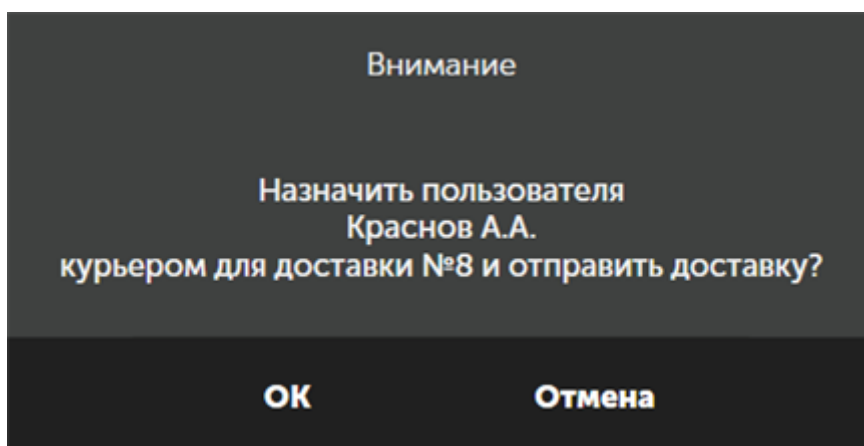 Внимание
Назначить пользователя
Краснов А.А.
курьером для доставки №8 и отправить доставку?
ОК Отмена